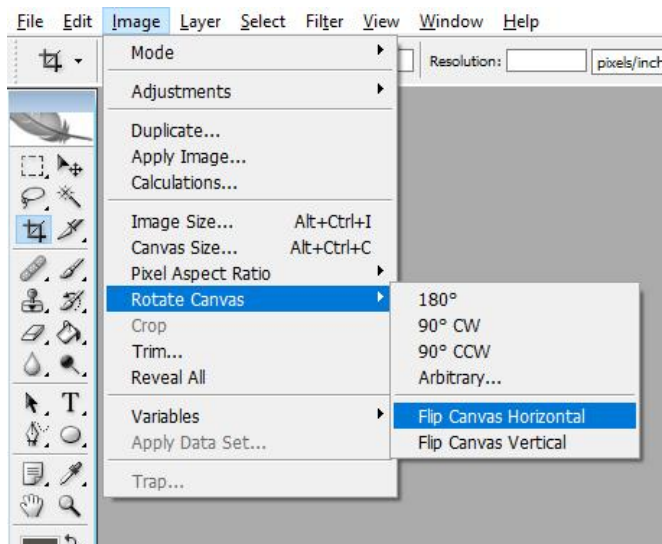 File Edit Image Layer Select Filter View Window Help
Resolution: pixels/inch
Mode
Adjustments
Duplicate...
Apply Image...
Calculations...
Image Size... Alt+Ctrl+I
Canvas Size... Alt+Ctrl+C
Pixel Aspect Ratio
Rotate Canvas
Crop
Trim...
Reveal All
Variables
Apply Data Set...
Trap...
180°
90° CW
90° CCW
Arbitrary...
Flip Canvas Horizontal
Flip Canvas Vertical
T